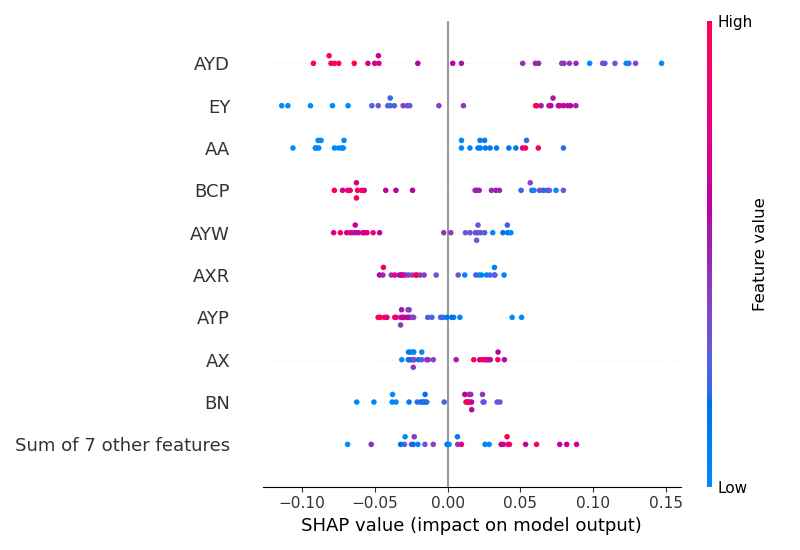 High
AYD
EY
AA
BCP
AYW
AXR
AYP
AX
BN
Sum of 7 other features
Feature value
Low
−0.10 −0.05 0.00 0.05 0.10 0.15
SHAP value (impact on model output)